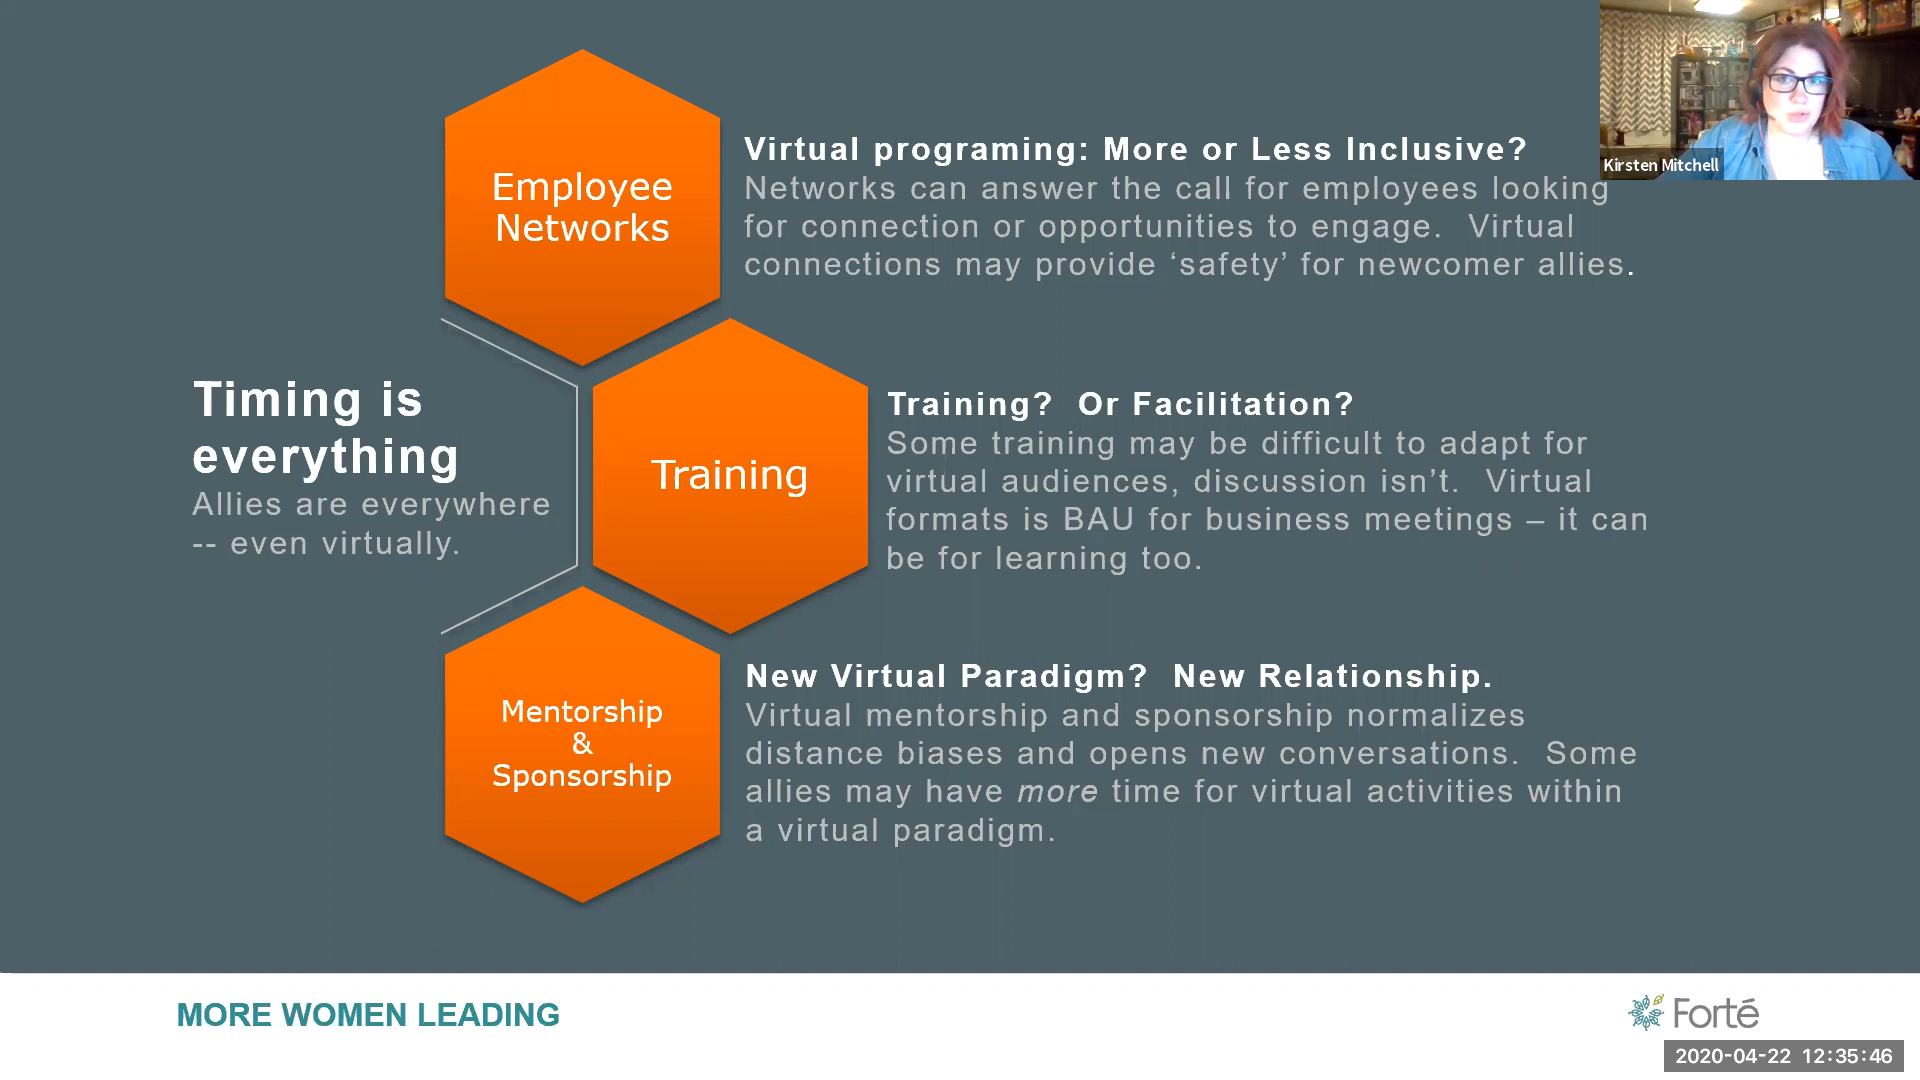 Employee
Networks
Virtual programing: More or Less Inclusive?
Networks can answer the call for employees looking
for connection or opportunities to engage.  Virtual
connections may provide ‘safety’ for newcomer allies.
Kirsten Mitchell
Timing is
everything
Allies are everywhere
-- even virtually.
Training
Training?  Or Facilitation?
Some training may be difficult to adapt for
virtual audiences, discussion isn’t.  Virtual
formats is BAU for business meetings – it can
be for learning too.
Mentorship
&
Sponsorship
New Virtual Paradigm?  New Relationship.
Virtual mentorship and sponsorship normalizes
distance biases and opens new conversations.  Some
allies may have more time for virtual activities within
a virtual paradigm.
MORE WOMEN LEADING
Forté
2020-04-22 12:35:46